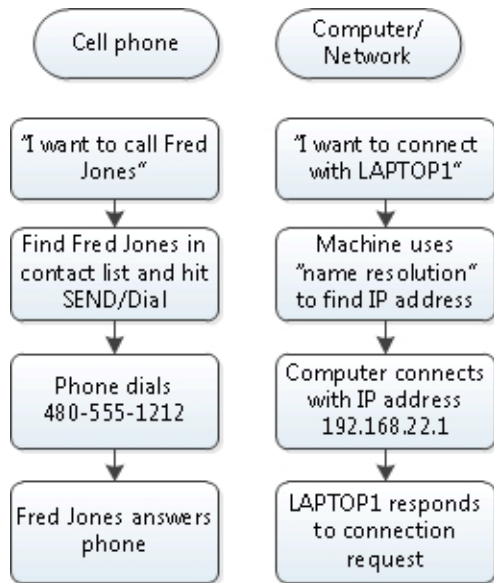 Cell phone
Computer/
Network
"I want to call Fred
Jones"
"I want to connect
with LAPTOP1"
Find Fred Jones in
contact list and hit
SEND/Dial
Machine uses
"name resolution"
to find IP address
Phone dials
480-555-1212
Computer connects
with IP address
192.168.22.1
Fred Jones answers
phone
LAPTOP1 responds
to connection
request